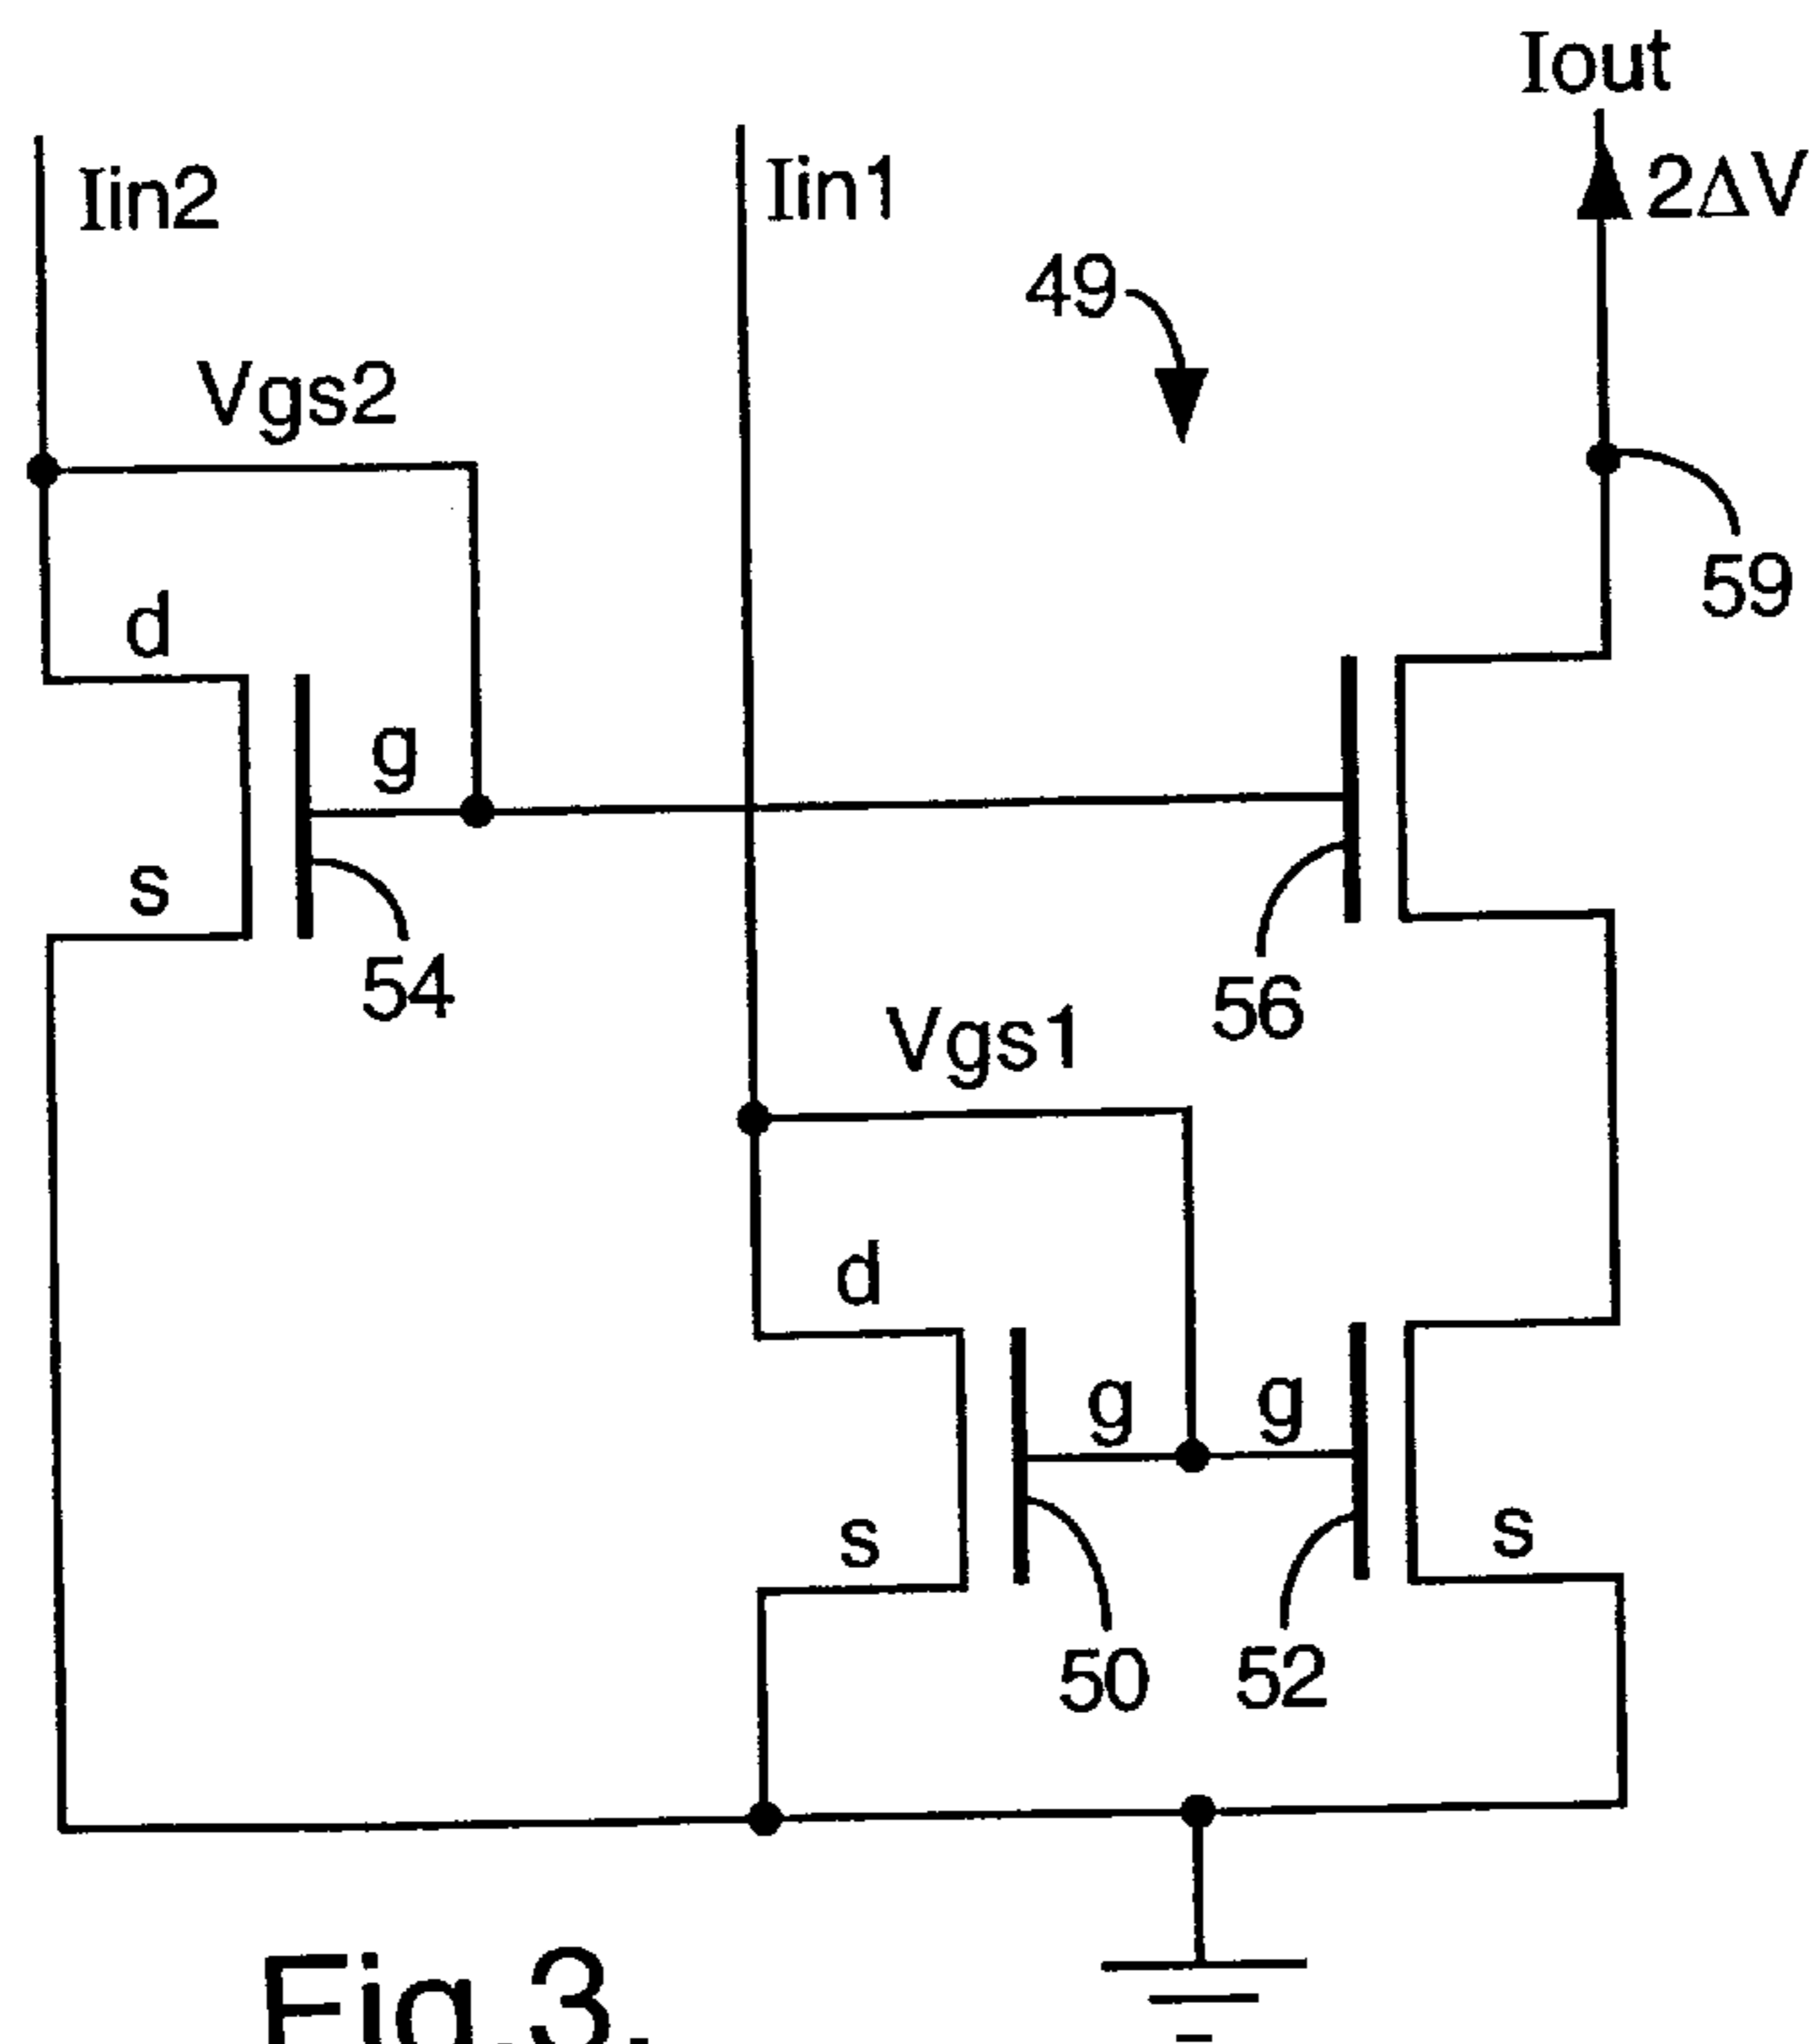 Iout
Iin2
Iin1
2ΔV
49
Vgs2
59
d
g
s
54
56
Vgs1
d
g
g
s
s
50
52
Fig.3.